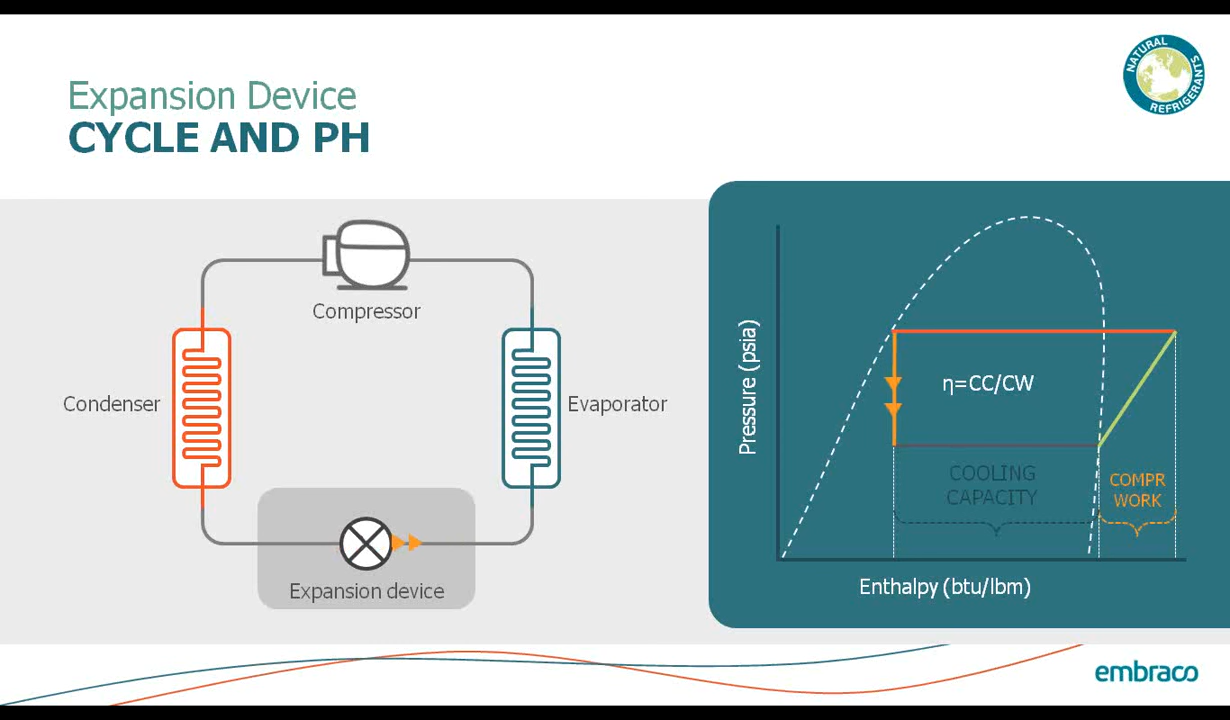 Expansion Device
CYCLE AND PH
NATURAL
REFRIGERANTS
Compressor
Condenser
Evaporator
Expansion device
Pressure (psia)
η=CC/CW
COOLING
CAPACITY
COMPR
WORK
Enthalpy (btu/lbm)
embraco